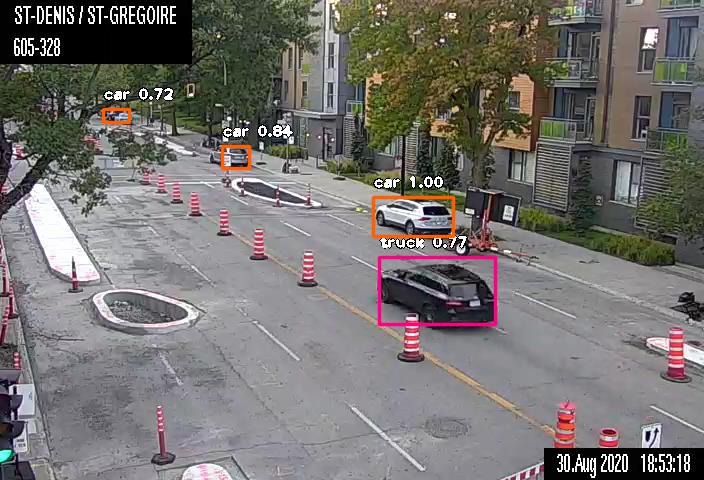 ST-DENIS / ST-GREGOIRE
605-328
car 0.72
car 0.84
car 1.00
truck 0.77
30.Aug 2020 18:53:18